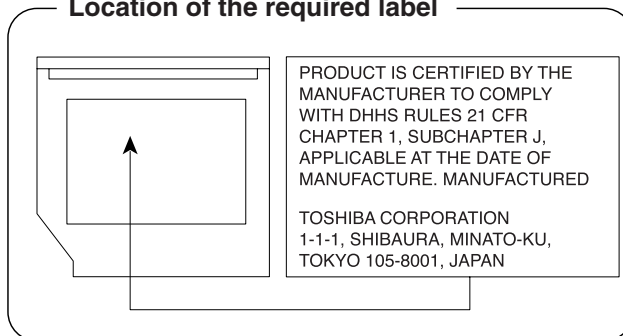 Location of the required label
PRODUCT IS CERTIFIED BY THE
MANUFACTURER TO COMPLY
WITH DHHS RULES 21 CFR
CHAPTER 1, SUBCHAPTER J,
APPLICABLE AT THE DATE OF
MANUFACTURE. MANUFACTURED
TOSHIBA CORPORATION
1-1-1, SHIBAURA, MINATO-KU,
TOKYO 105-8001, JAPAN